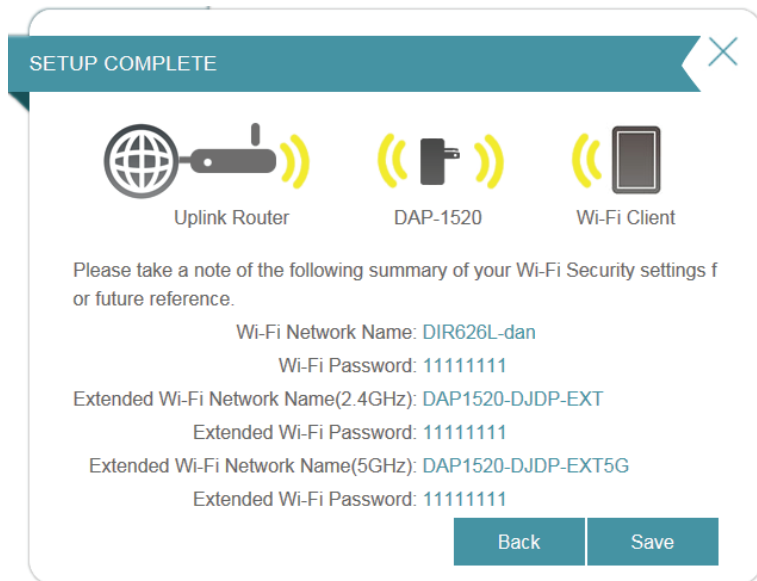 SETUP COMPLETE
Uplink Router
DAP-1520
Wi-Fi Client
Please take a note of the following summary of your Wi-Fi Security settings f
or future reference.
Wi-Fi Network Name: DIR626L-dan
Wi-Fi Password: 11111111
Extended Wi-Fi Network Name(2.4GHz): DAP1520-DJDP-EXT
Extended Wi-Fi Password: 11111111
Extended Wi-Fi Network Name(5GHz): DAP1520-DJDP-EXT5G
Extended Wi-Fi Password: 11111111
Back
Save